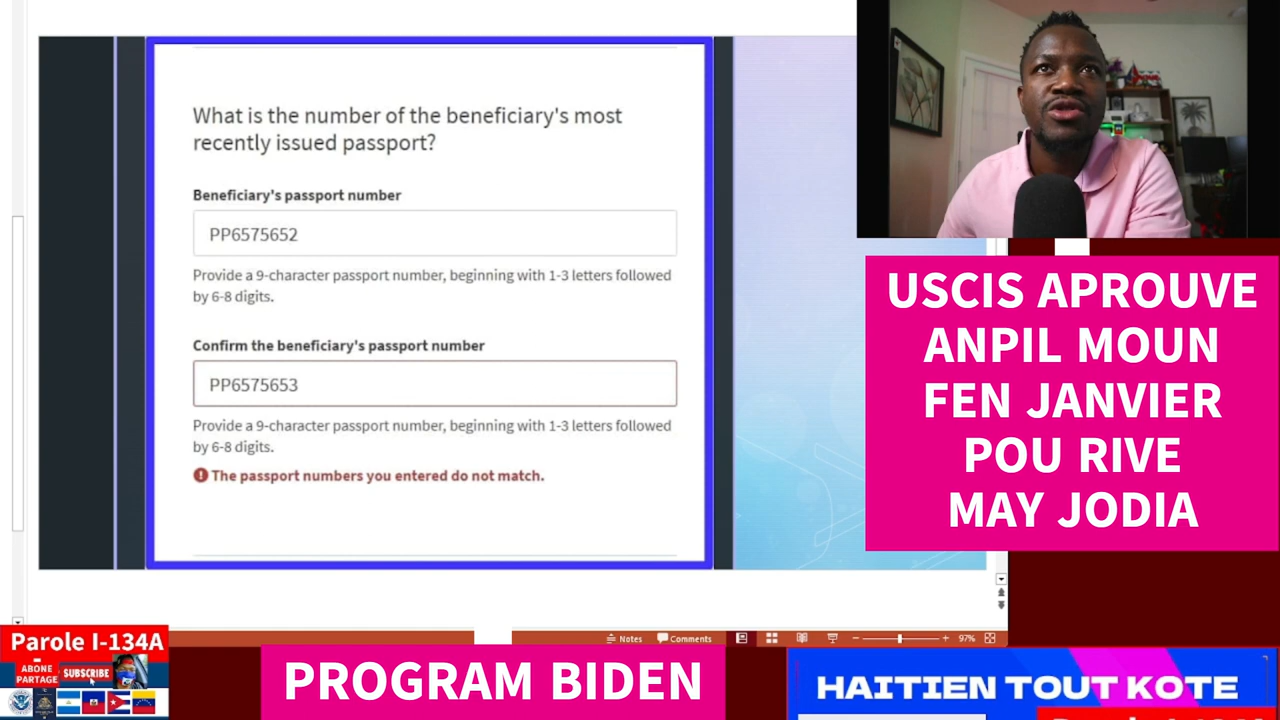 What is the number of the beneficiary's most
recently issued passport?
Beneficiary's passport number
PP6575652
Provide a 9-character passport number, beginning with 1-3 letters followed
by 6-8 digits.
Confirm the beneficiary's passport number
PP6575653
Provide a 9-character passport number, beginning with 1-3 letters followed
by 6-8 digits.
The passport numbers you entered do not match.
USCIS APROUVE
ANPIL MOUN
FEN JANVIER
POU RIVE
MAY JODIA
Notes
Comments
97%
Parole I-134A
ABONE
PARTAGE
SUBSCRIBE
PROGRAM BIDEN
HAITIEN TOUT KOTE